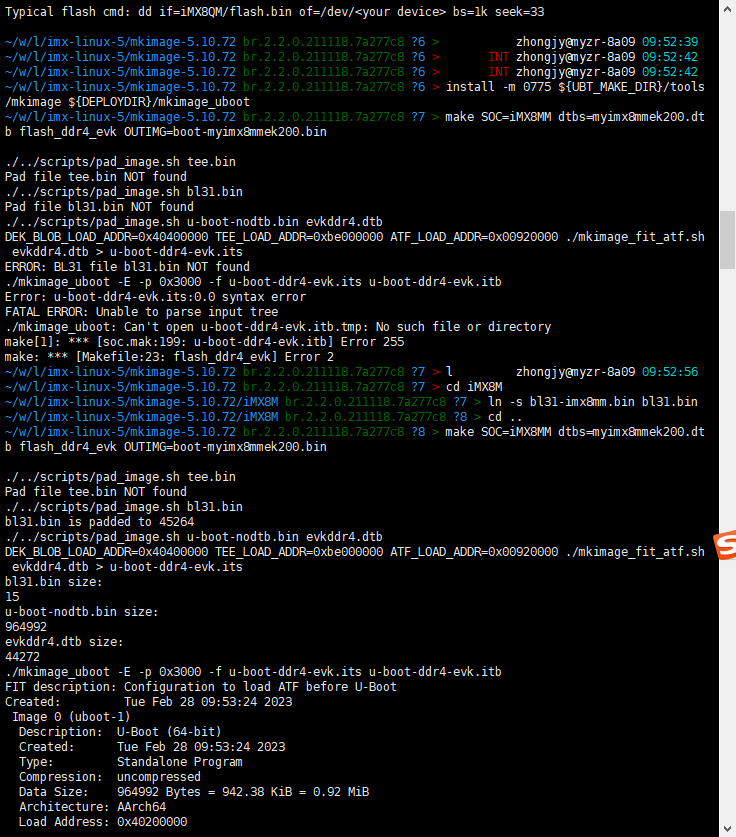 Typical flash cmd: dd if=iMX8QM/flash.bin of=/dev/<your device> bs=1k seek=33
~/w/l/imx-linux-5/mkimage-5.10.72 br.2.2.0.211118.7a277c8 ?6 > zhongjy@myzr-8a09 09:52:39
~/w/l/imx-linux-5/mkimage-5.10.72 br.2.2.0.211118.7a277c8 ?6 > INT zhongjy@myzr-8a09 09:52:42
~/w/l/imx-linux-5/mkimage-5.10.72 br.2.2.0.211118.7a277c8 ?6 > INT zhongjy@myzr-8a09 09:52:42
~/w/l/imx-linux-5/mkimage-5.10.72 br.2.2.0.211118.7a277c8 ?6 > install -m 0775 ${UBT_MAKE_DIR}/tools
/mkimage ${DEPLOYDIR}/mkimage_uboot
~/w/l/imx-linux-5/mkimage-5.10.72 br.2.2.0.211118.7a277c8 ?7 > make SOC=iMX8MM dtbs=myimx8mmek200.dt
b flash_ddr4_evk OUTIMG=boot-myimx8mmek200.bin
./../scripts/pad_image.sh tee.bin
Pad file tee.bin NOT found
./../scripts/pad_image.sh bl31.bin
Pad file bl31.bin NOT found
./../scripts/pad_image.sh u-boot-nodtb.bin evkddr4.dtb
DEK_BLOB_LOAD_ADDR=0x40400000 TEE_LOAD_ADDR=0xbe000000 ATF_LOAD_ADDR=0x00920000 ./mkimage_fit_atf.sh
 evkddr4.dtb > u-boot-ddr4-evk.its
ERROR: BL31 file bl31.bin NOT found
./mkimage_uboot -E -p 0x3000 -f u-boot-ddr4-evk.its u-boot-ddr4-evk.itb
Error: u-boot-ddr4-evk.its:0.0 syntax error
FATAL ERROR: Unable to parse input tree
./mkimage_uboot: Can't open u-boot-ddr4-evk.itb.tmp: No such file or directory
make[1]: *** [soc.mak:199: u-boot-ddr4-evk.itb] Error 255
make: *** [Makefile:23: flash_ddr4_evk] Error 2
~/w/l/imx-linux-5/mkimage-5.10.72 br.2.2.0.211118.7a277c8 ?7 > l zhongjy@myzr-8a09 09:52:56
~/w/l/imx-linux-5/mkimage-5.10.72 br.2.2.0.211118.7a277c8 ?7 > cd iMX8M
~/w/l/imx-linux-5/mkimage-5.10.72/iMX8M br.2.2.0.211118.7a277c8 ?7 > ln -s bl31-imx8mm.bin bl31.bin
~/w/l/imx-linux-5/mkimage-5.10.72/iMX8M br.2.2.0.211118.7a277c8 ?8 > cd ..
~/w/l/imx-linux-5/mkimage-5.10.72 br.2.2.0.211118.7a277c8 ?8 > make SOC=iMX8MM dtbs=myimx8mmek200.dt
b flash_ddr4_evk OUTIMG=boot-myimx8mmek200.bin
./../scripts/pad_image.sh tee.bin
Pad file tee.bin NOT found
./../scripts/pad_image.sh bl31.bin
bl31.bin is padded to 45264
./../scripts/pad_image.sh u-boot-nodtb.bin evkddr4.dtb
DEK_BLOB_LOAD_ADDR=0x40400000 TEE_LOAD_ADDR=0xbe000000 ATF_LOAD_ADDR=0x00920000 ./mkimage_fit_atf.sh
 evkddr4.dtb > u-boot-ddr4-evk.its
bl31.bin size:
15
u-boot-nodtb.bin size:
964992
evkddr4.dtb size:
44272
./mkimage_uboot -E -p 0x3000 -f u-boot-ddr4-evk.its u-boot-ddr4-evk.itb
FIT description: Configuration to load ATF before U-Boot
Created:         Tue Feb 28 09:53:24 2023
 Image 0 (uboot-1)
  Description:  U-Boot (64-bit)
  Created:      Tue Feb 28 09:53:24 2023
  Type:         Standalone Program
  Compression:  uncompressed
  Data Size:    964992 Bytes = 942.38 KiB = 0.92 MiB
  Architecture: AArch64
  Load Address: 0x40200000